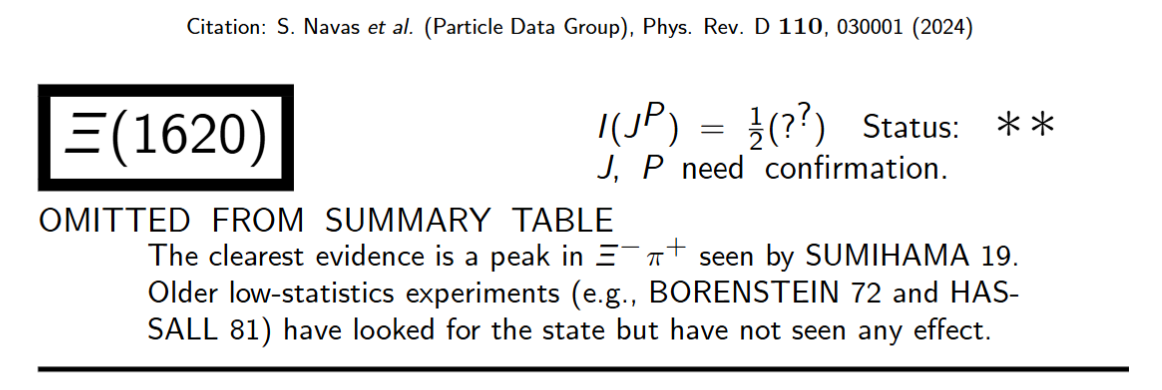 Citation: S. Navas et al. (Particle Data Group), Phys. Rev. D 110, 030001 (2024)
Ξ(1620)
I(J^P) = 1/2(?^?) Status: **
J, P need confirmation.
OMITTED FROM SUMMARY TABLE
The clearest evidence is a peak in Ξ⁻π⁺ seen by SUMIHAMA 19.
Older low-statistics experiments (e.g., BORENSTEIN 72 and HAS-
SALL 81) have looked for the state but have not seen any effect.